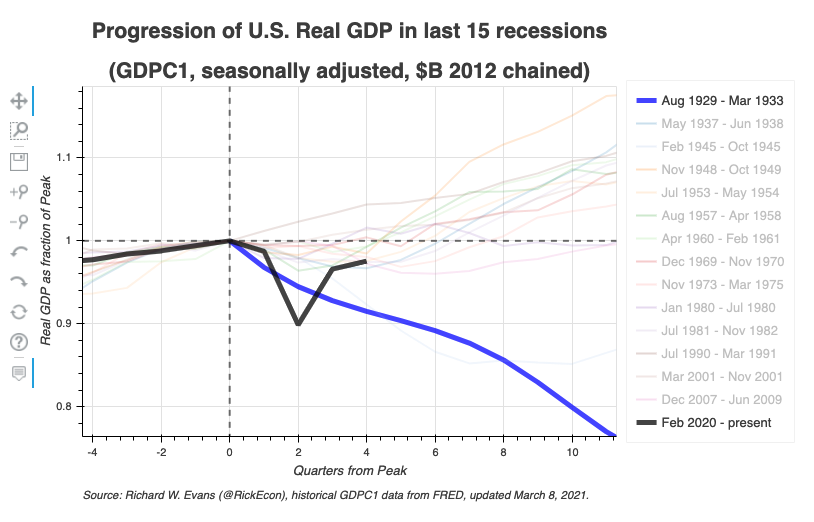 Progression of U.S. Real GDP in last 15 recessions
(GDPC1, seasonally adjusted, $B 2012 chained)
Real GDP as fraction of Peak
1.1
1
0.9
0.8
-4
-2
0
2
4
6
8
10
Quarters from Peak
Aug 1929 - Mar 1933
May 1937 - Jun 1938
Feb 1945 - Oct 1945
Nov 1948 - Oct 1949
Jul 1953 - May 1954
Aug 1957 - Apr 1958
Apr 1960 - Feb 1961
Dec 1969 - Nov 1970
Nov 1973 - Mar 1975
Jan 1980 - Jul 1980
Jul 1981 - Nov 1982
Jul 1990 - Mar 1991
Mar 2001 - Nov 2001
Dec 2007 - Jun 2009
Feb 2020 - present
Source: Richard W. Evans (@RickEcon), historical GDPC1 data from FRED, updated March 8, 2021.